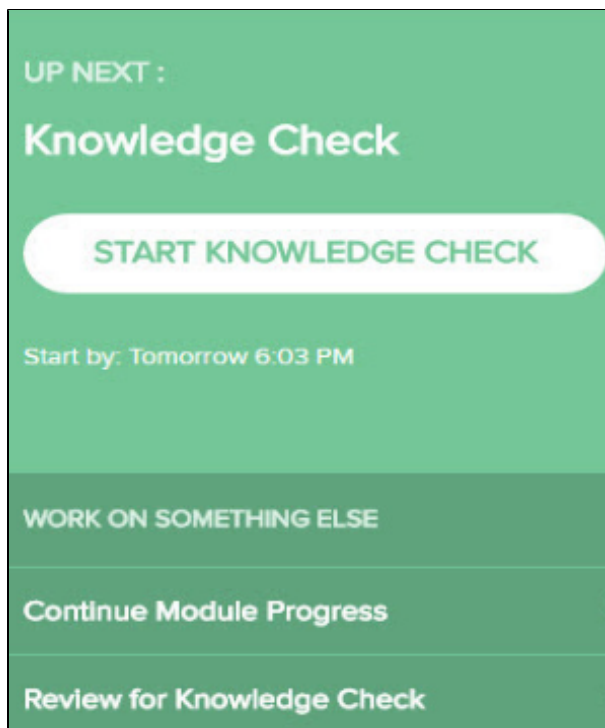 UP NEXT :
Knowledge Check
START KNOWLEDGE CHECK
Start by: Tomorrow 6:03 PM
WORK ON SOMETHING ELSE
Continue Module Progress
Review for Knowledge Check